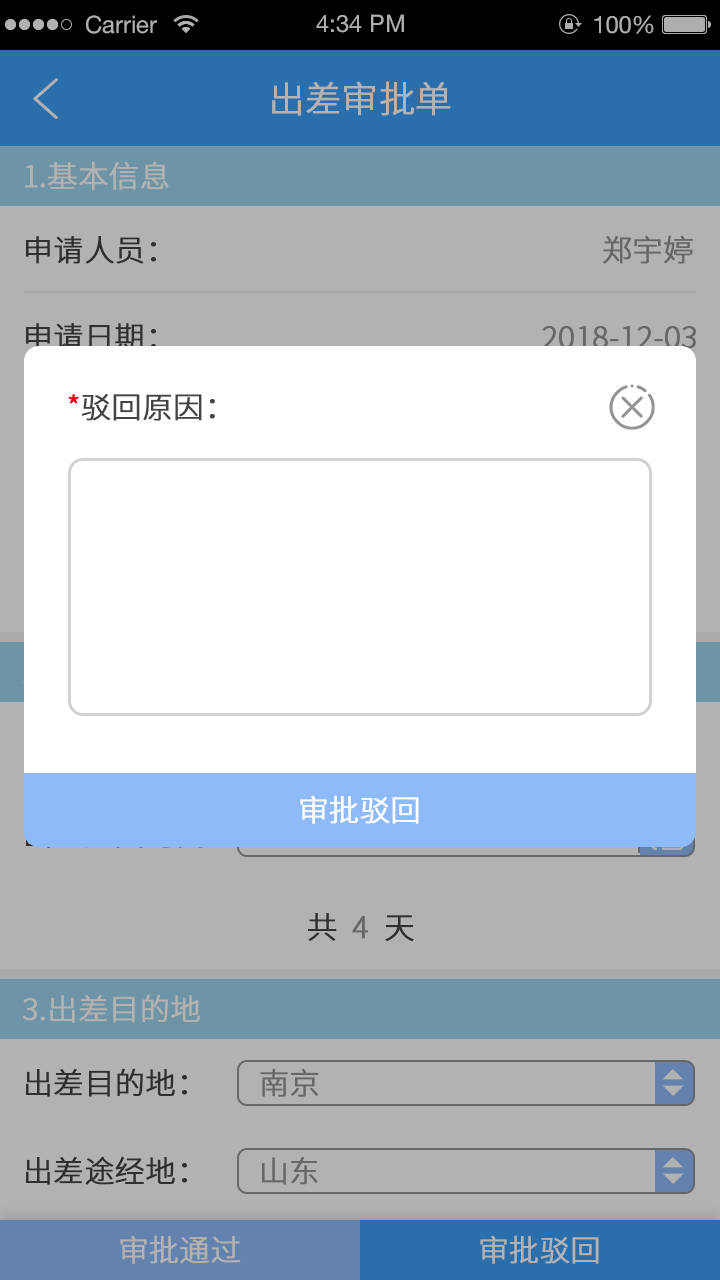 Carrier 4:34 PM 100%
出差审批单
1.基本信息
申请人员： 郑宇婷
申请日期： 2018-12-03
*驳回原因：
审批驳回
共 4 天
3.出差目的地
出差目的地： 南京
出差途经地： 山东
审批通过 审批驳回